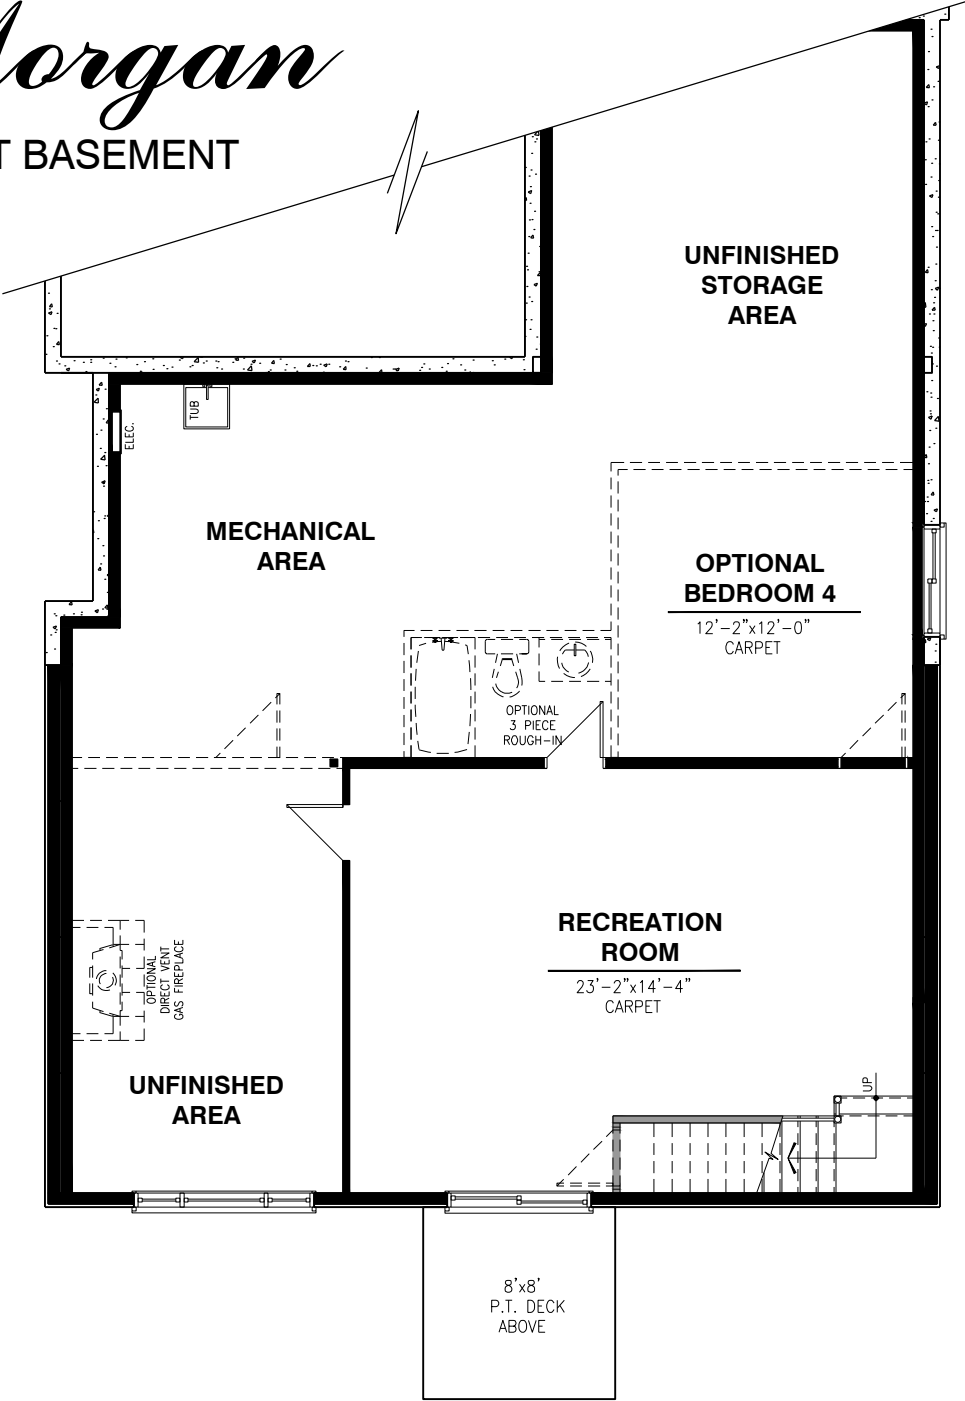 organ
T BASEMENT
UNFINISHED
STORAGE
AREA
TUB
ELEC.
MECHANICAL
AREA
OPTIONAL
BEDROOM 4
12'-2"x12'-0"
CARPET
OPTIONAL
3 PIECE
ROUGH-IN
RECREATION
ROOM
23'-2"x14'-4"
CARPET
OPTIONAL
DIRECT VENT
GAS FIREPLACE
UNFINISHED
AREA
UP
8'x8'
P.T. DECK
ABOVE